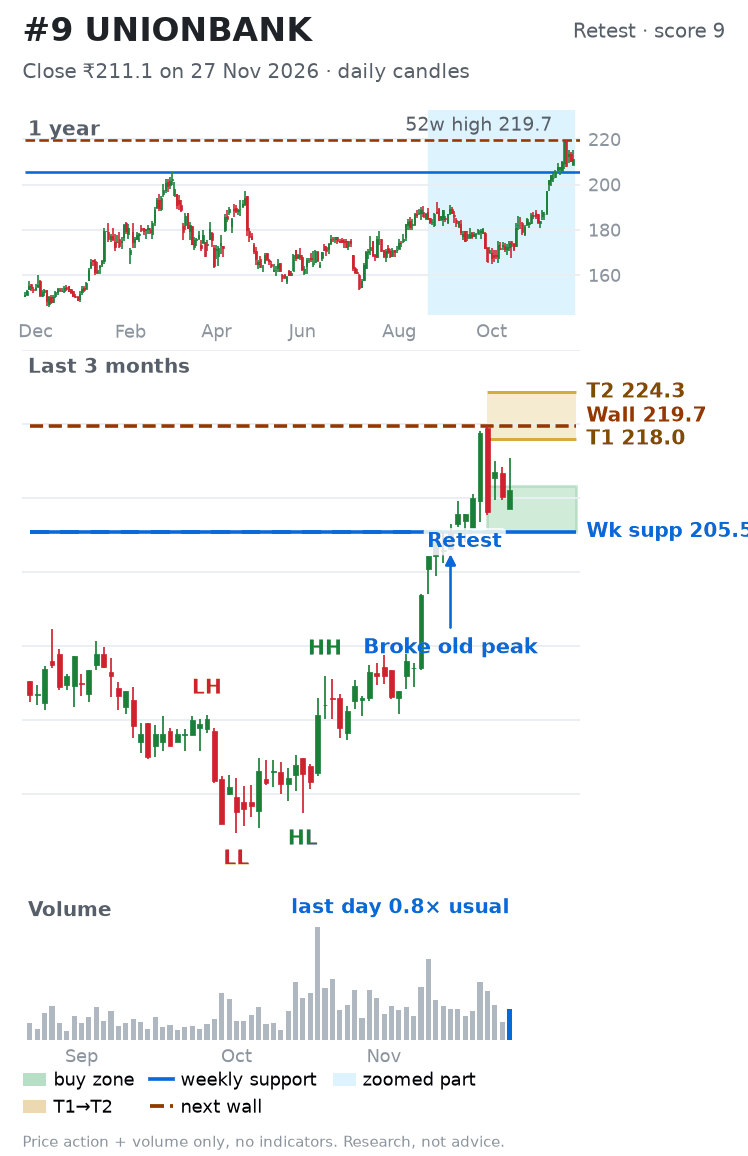 #9 UNIONBANK
Retest · score 9
Close ₹211.1 on 27 Nov 2026 · daily candles
1 year
52w high 219.7
220
200
180
160
Dec Feb Apr Jun Aug Oct
Last 3 months
T2 224.3
Wall 219.7
T1 218.0
Wk supp 205.5
Retest
Broke old peak
HH
LH
HL
LL
Volume
last day 0.8× usual
Sep Oct Nov
buy zone weekly support zoomed part
T1→T2 next wall
Price action + volume only, no indicators. Research, not advice.